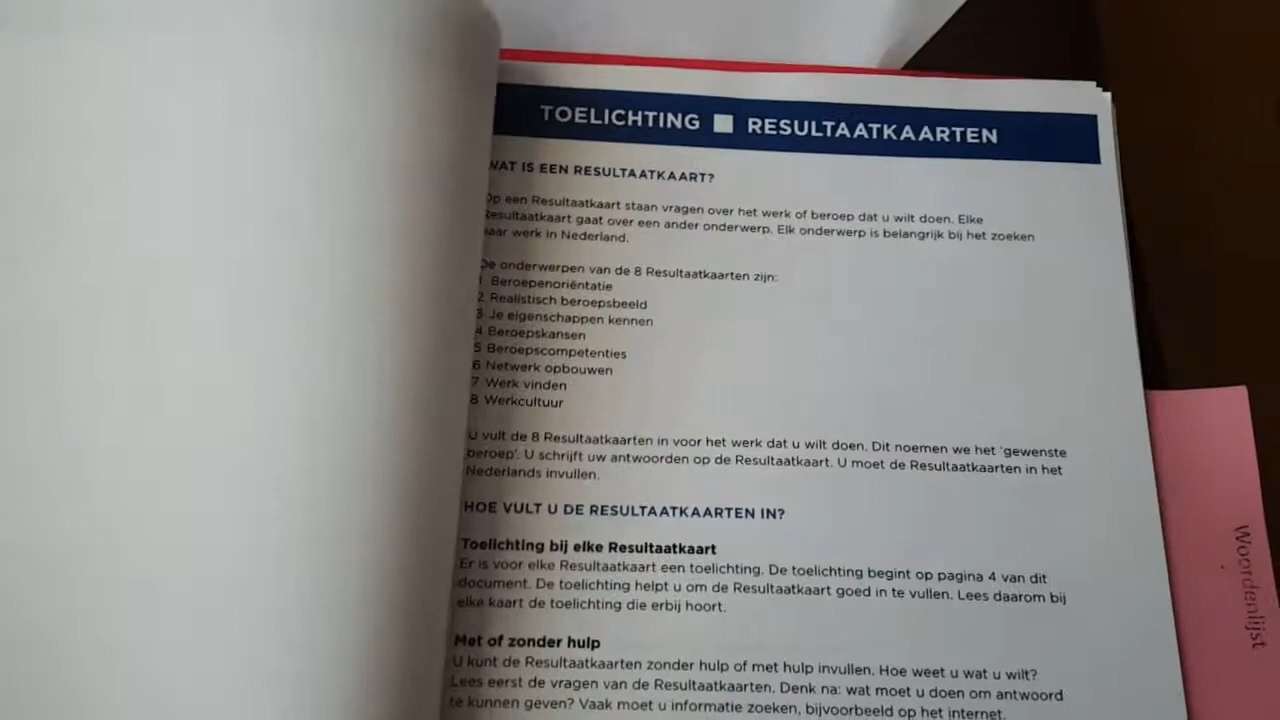 TOELICHTING RESULTAATKAARTEN
WAT IS EEN RESULTAATKAART?
Op een Resultaatkaart staan vragen over het werk of beroep dat u wilt doen. Elke
Resultaatkaart gaat over een ander onderwerp. Elk onderwerp is belangrijk bij het zoeken
naar werk in Nederland.
De onderwerpen van de 8 Resultaatkaarten zijn:
1 Beroepenoriëntatie
2 Realistisch beroepsbeeld
3 Je eigenschappen kennen
4 Beroepskansen
5 Beroepscompetenties
6 Netwerk opbouwen
7 Werk vinden
8 Werkcultuur
U vult de 8 Resultaatkaarten in voor het werk dat u wilt doen. Dit noemen we het 'gewenste
beroep'. U schrijft uw antwoorden op de Resultaatkaart. U moet de Resultaatkaarten in het
Nederlands invullen.
HOE VULT U DE RESULTAATKAARTEN IN?
Toelichting bij elke Resultaatkaart
Er is voor elke Resultaatkaart een toelichting. De toelichting begint op pagina 4 van dit
document. De toelichting helpt u om de Resultaatkaart goed in te vullen. Lees daarom bij
elke kaart de toelichting die erbij hoort.
Met of zonder hulp
U kunt de Resultaatkaarten zonder hulp of met hulp invullen. Hoe weet u wat u wilt?
Lees eerst de vragen van de Resultaatkaarten. Denk na: wat moet u doen om antwoord
te kunnen geven? Vaak moet u informatie zoeken, bijvoorbeeld op het internet.
Woordenlijst